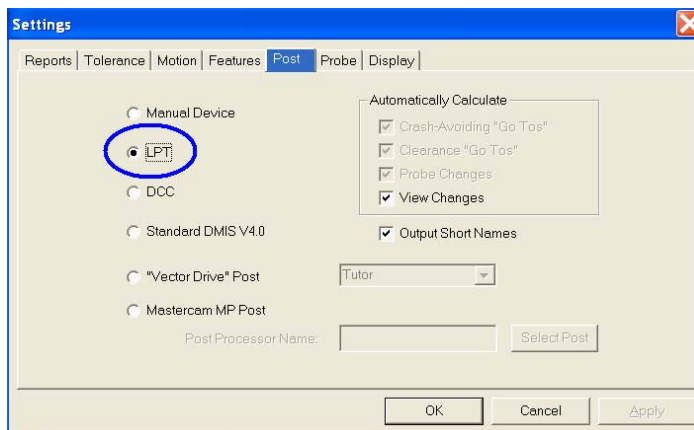 Settings
Reports Tolerance Motion Features Post Probe Display
Manual Device
LPT
DCC
Standard DMIS V4.0
"Vector Drive" Post
Tutor
Mastercam MP Post
Post Processor Name:
Select Post
Automatically Calculate
Crash-Avoiding "Go Tos"
Clearance "Go Tos"
Probe Changes
View Changes
Output Short Names
OK Cancel Apply